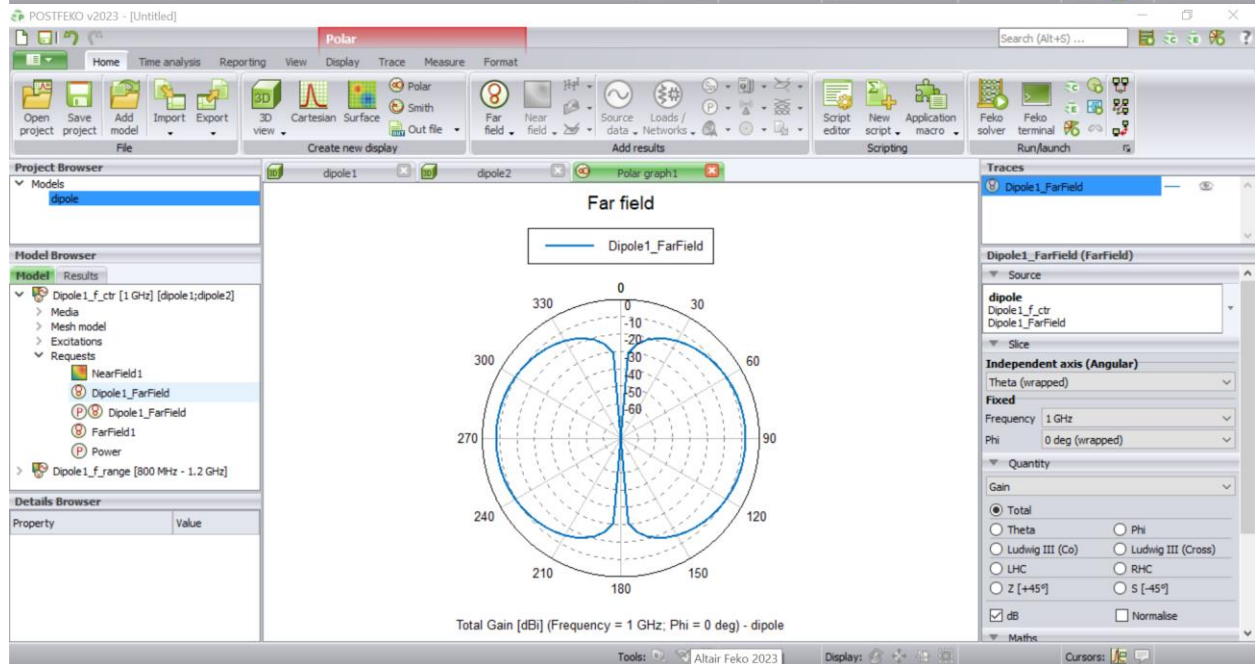 POSTFEKO v2023 - [Untitled]
Polar
Search (Alt+S) ...
Home Time analysis Reporting View Display Trace Measure Format
Open project
Save project
Add model
Import
Export
File
3D view
Cartesian
Surface
Polar
Smith
Out file
Create new display
Far field
Near field
Source data
Loads / Networks
Add results
Script editor
New script
Application macro
Scripting
Feko solver
Feko terminal
Run/launch
Project Browser
Models
dipole
Model Browser
Model Results
Dipole1_f_ctr [1 GHz] [dipole1;dipole2]
Media
Mesh model
Excitations
Requests
NearField1
Dipole1_FarField
Dipole1_FarField
FarField1
Power
Dipole1_f_range [800 MHz - 1.2 GHz]
Details Browser
Property Value
dipole1 dipole2 Polar graph1
Far field
Dipole1_FarField
0
330 0 30
-10
-20
300 -30 60
-40
-50
-60
270 90
240 120
210 150
180
Total Gain [dBi] (Frequency = 1 GHz; Phi = 0 deg) - dipole
Traces
Dipole1_FarField
Dipole1_FarField (FarField)
Source
dipole
Dipole1_f_ctr
Dipole1_FarField
Slice
Independent axis (Angular)
Theta (wrapped)
Fixed
Frequency 1 GHz
Phi 0 deg (wrapped)
Quantity
Gain
Total
Theta Phi
Ludwig III (Co) Ludwig III (Cross)
LHC RHC
Z [+45º] S [-45º]
dB Normalise
Maths
Tools: Altair Feko 2023 Display: Cursors: